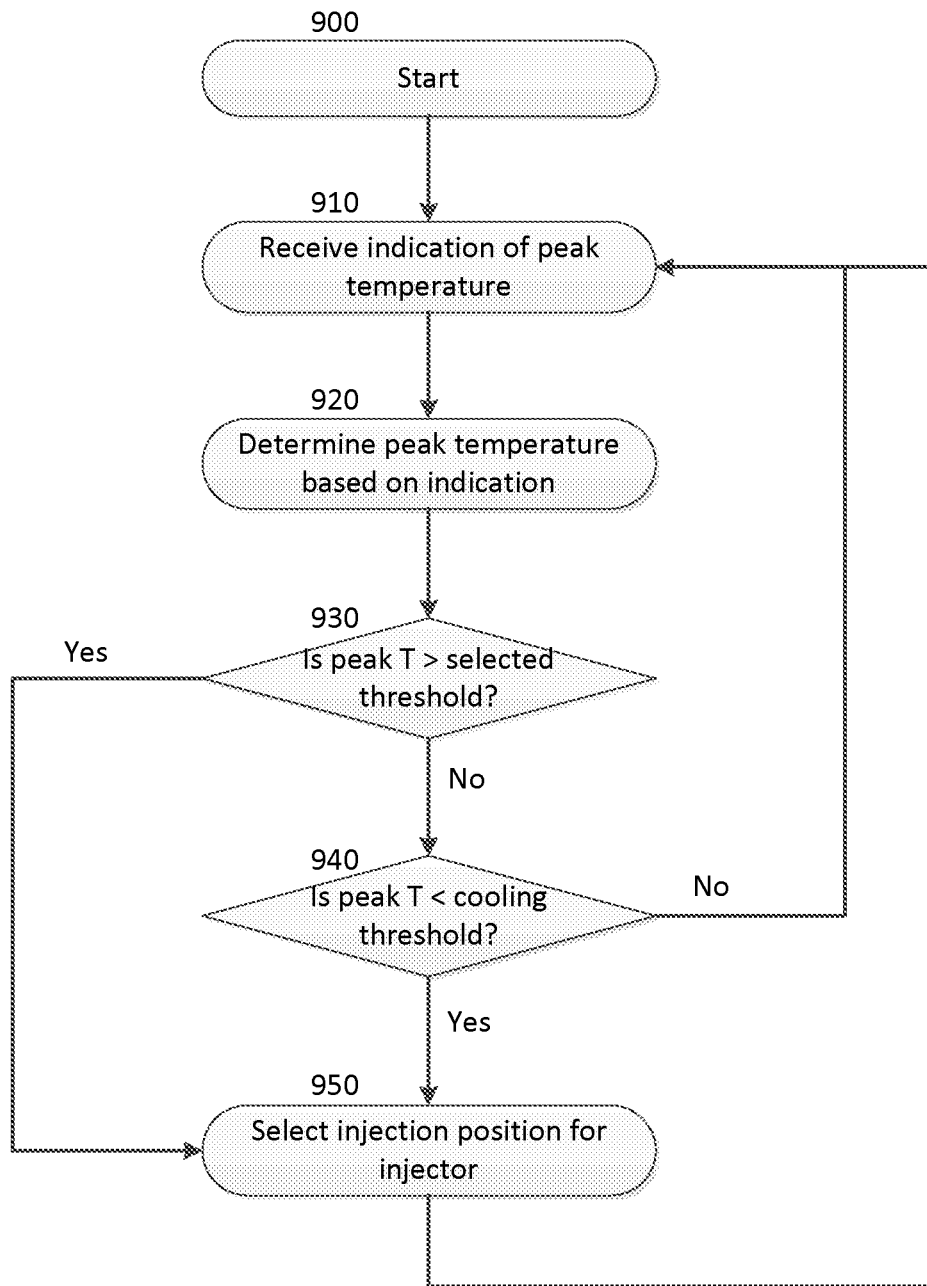 900
Start
910
Receive indication of peak
temperature
920
Determine peak temperature
based on indication
930
Yes
Is peak T > selected
threshold?
No
940
Is peak T < cooling
threshold?
No
Yes
950
Select injection position for
injector